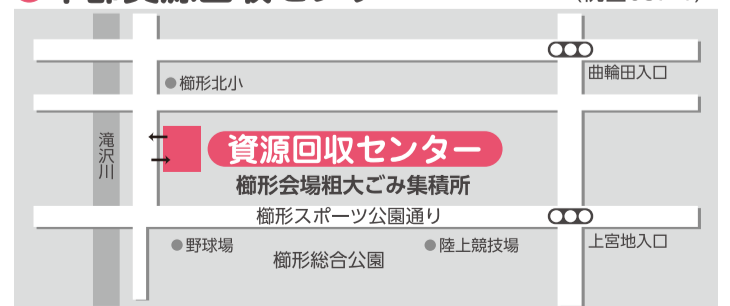 曲輪田入口
櫛形北小
滝沢川
資源回収センター
櫛形会場粗大ごみ集積所
櫛形スポーツ公園通り
野球場
陸上競技場
上宮地入口
櫛形総合公園